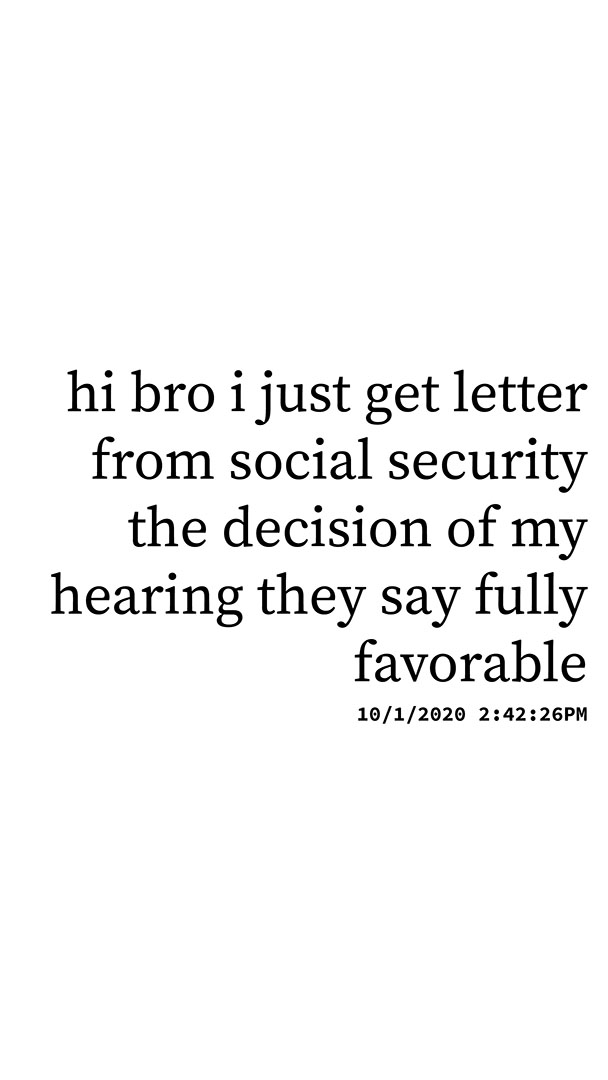 hi bro i just get letter
from social security
the decision of my
hearing they say fully
favorable
10/1/2020 2:42:26PM